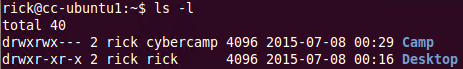 rick@cc-ubuntu1:~$ ls -l
total 40
drwxrwx--- 2 rick cybercamp 4096 2015-07-08 00:29 Camp
drwxr-xr-x 2 rick rick      4096 2015-07-08 00:16 Desktop